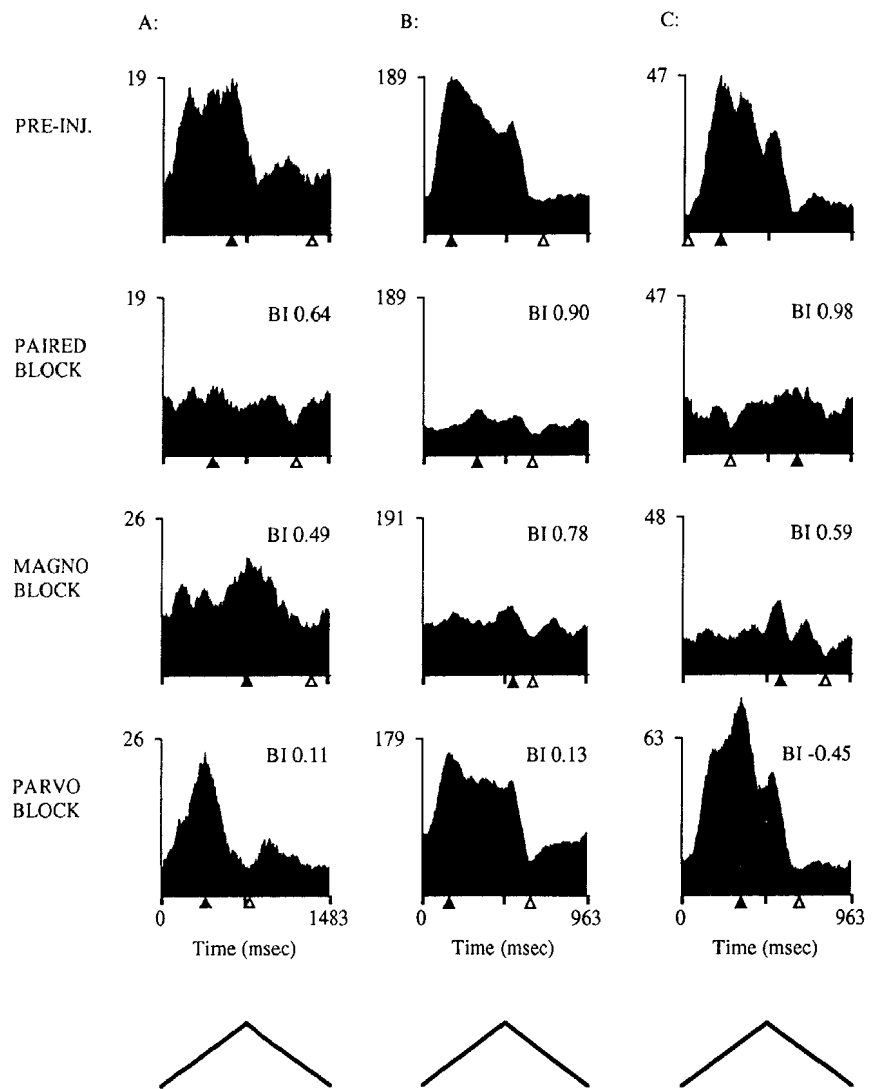 A: B: C:
PRE-INJ. 19 189 47
PAIRED BLOCK 19 BI 0.64 189 BI 0.90 47 BI 0.98
MAGNO BLOCK 26 BI 0.49 191 BI 0.78 48 BI 0.59
PARVO BLOCK 26 BI 0.11 179 BI 0.13 63 BI -0.45
0 1483 0 963 0 963
Time (msec) Time (msec) Time (msec)